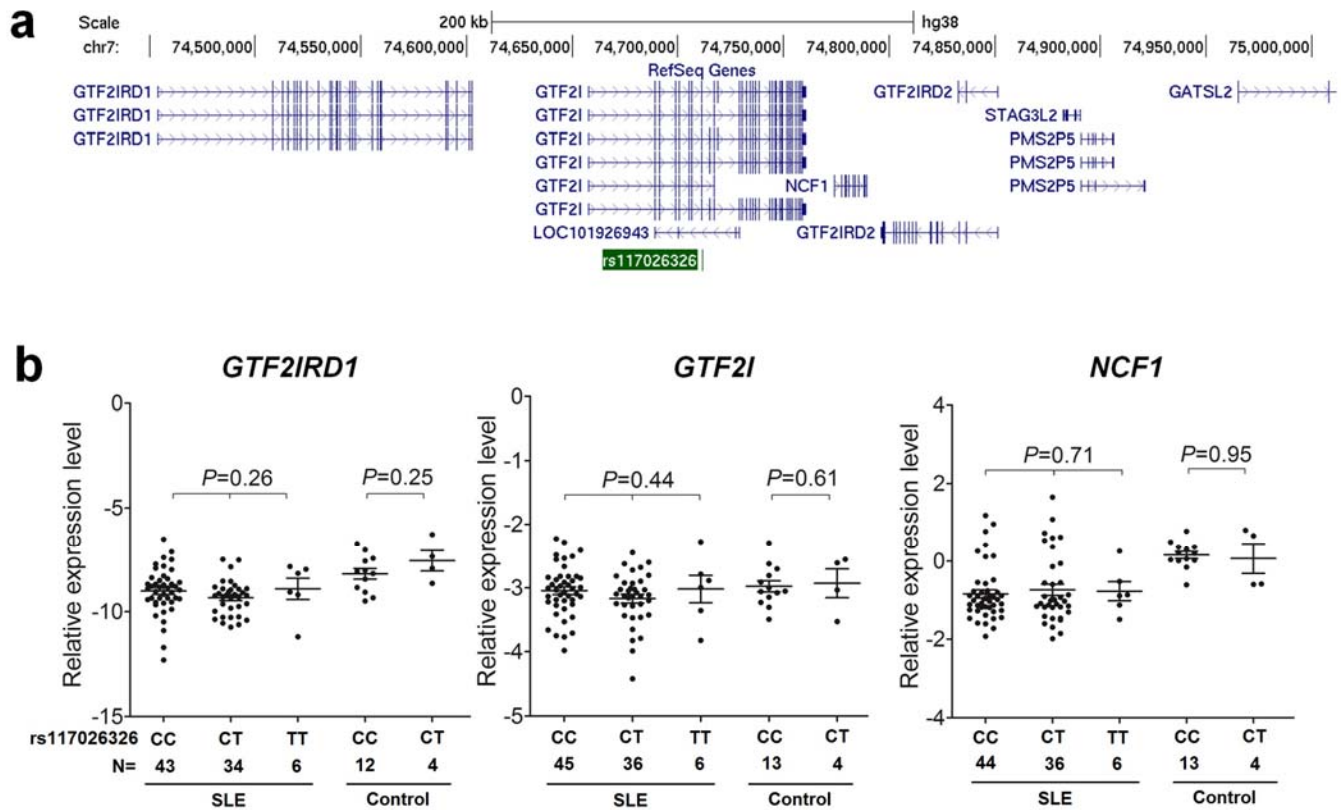 a
Scale 200 kb hg38
chr7: 74,500,000 74,550,000 74,600,000 74,650,000 74,700,000 74,750,000 74,800,000 74,850,000 74,900,000 74,950,000 75,000,000
RefSeq Genes
GTF2IRD1 GTF2I GTF2IRD2 GATSL2
GTF2IRD1 GTF2I STAG3L2
GTF2IRD1 GTF2I PMS2P5
GTF2I PMS2P5
GTF2I NCF1 PMS2P5
GTF2I
LOC101926943 GTF2IRD2
rs117026326
b
GTF2IRD1
Relative expression level
0
-5
-10
-15
P=0.26 P=0.25
rs117026326 CC CT TT CC CT
N= 43 34 6 12 4
SLE Control
GTF2I
Relative expression level
0
-1
-2
-3
-4
-5
P=0.44 P=0.61
CC CT TT CC CT
45 36 6 13 4
SLE Control
NCF1
Relative expression level
4
2
0
-2
-4
P=0.71 P=0.95
CC CT TT CC CT
44 36 6 13 4
SLE Control